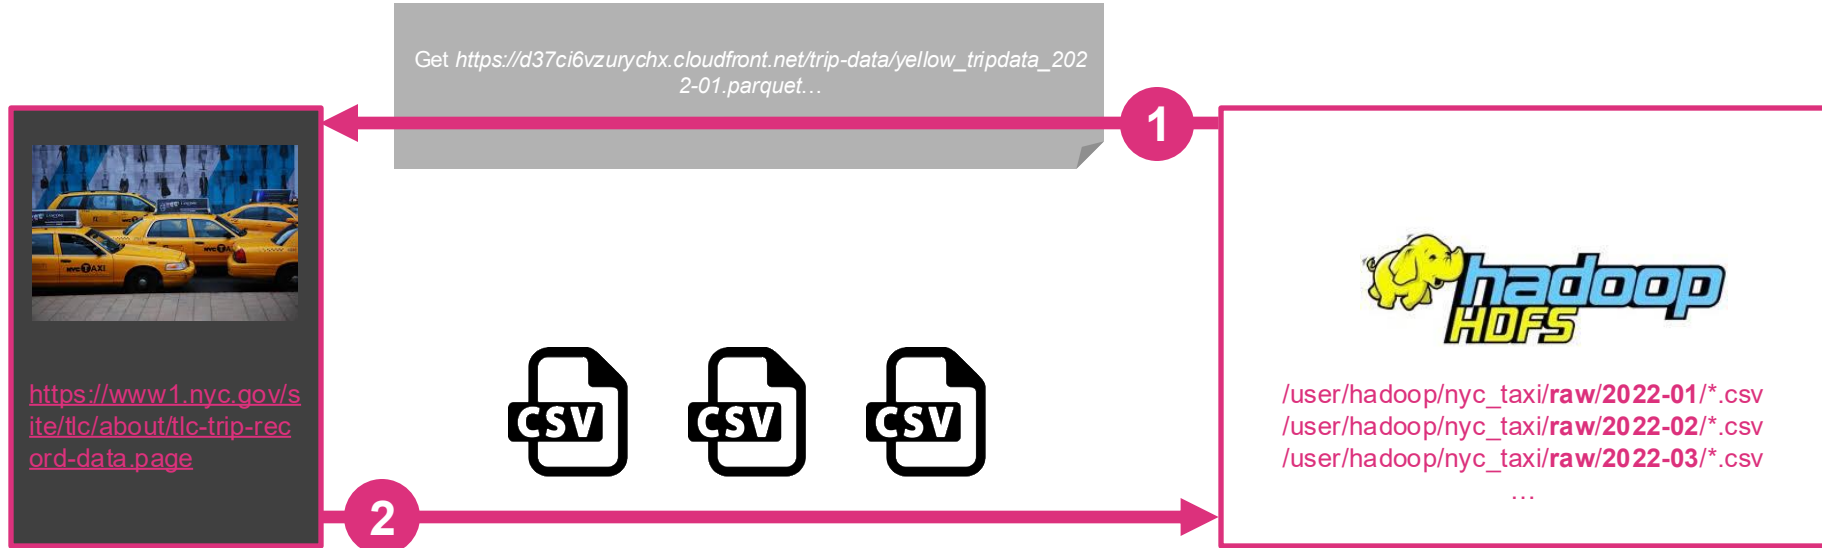 Get https://d37ci6vzurychx.cloudfront.net/trip-data/yellow_tripdata_202
2-01.parquet…
1
NYC TAXI
https://www1.nyc.gov/s
ite/tlc/about/tlc-trip-rec
ord-data.page
CSV
CSV
CSV
2
hadoop
HDFS
/user/hadoop/nyc_taxi/raw/2022-01/*.csv
/user/hadoop/nyc_taxi/raw/2022-02/*.csv
/user/hadoop/nyc_taxi/raw/2022-03/*.csv
…